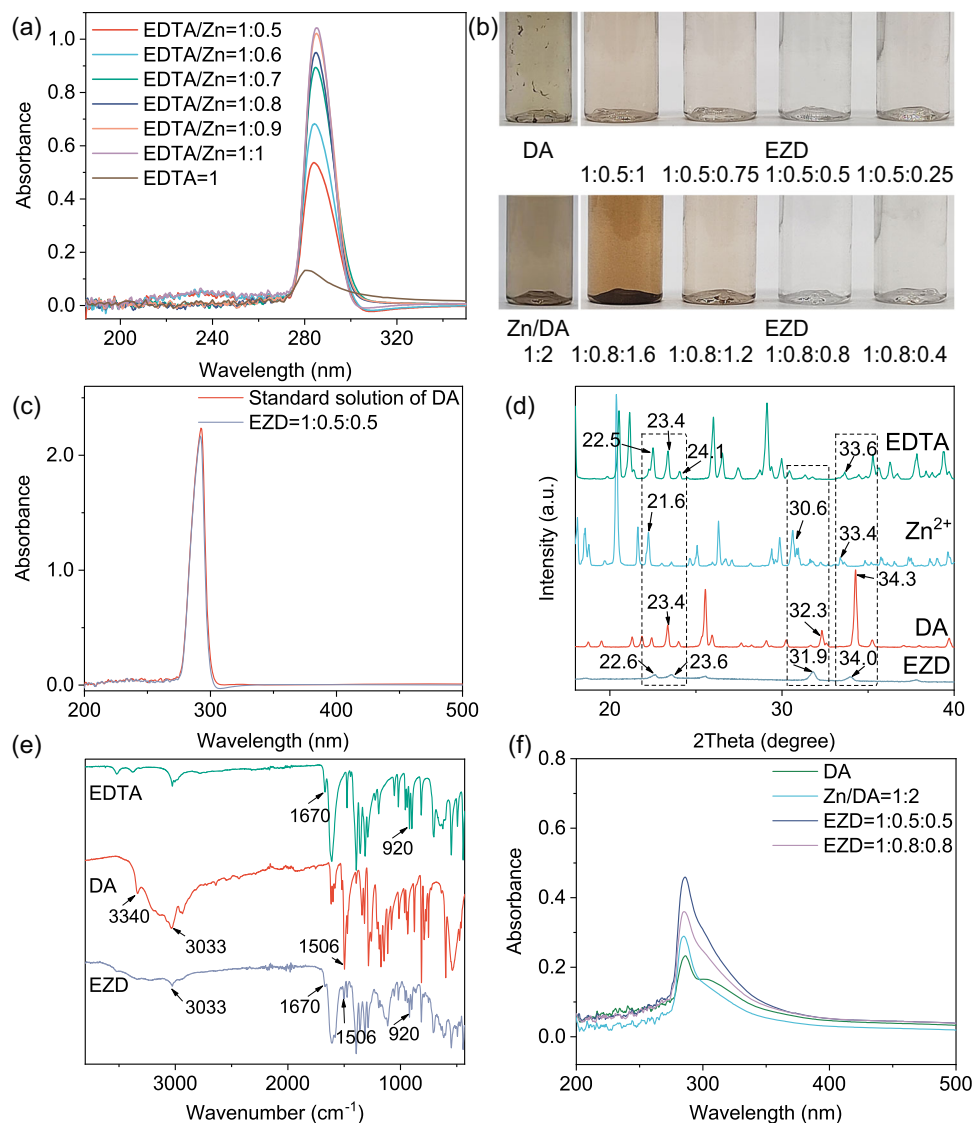 (a)
1.0
0.8
0.6
0.4
0.2
0.0
Absorbance
EDTA/Zn=1:0.5
EDTA/Zn=1:0.6
EDTA/Zn=1:0.7
EDTA/Zn=1:0.8
EDTA/Zn=1:0.9
EDTA/Zn=1:1
EDTA=1
200 240 280 320
Wavelength (nm)
(b)
DA EZD
1:0.5:1 1:0.5:0.75 1:0.5:0.5 1:0.5:0.25
Zn/DA EZD
1:2 1:0.8:1.6 1:0.8:1.2 1:0.8:0.8 1:0.8:0.4
(c)
2.0
1.0
0.0
Absorbance
Standard solution of DA
EZD=1:0.5:0.5
200 300 400 500
Wavelength (nm)
(d)
Intensity (a.u.)
22.5 23.4 24.1 33.6 EDTA
21.6 30.6 33.4 Zn²⁺
23.4 32.3 34.3 DA
22.6 23.6 31.9 34.0 EZD
20 25 30 35 40
2Theta (degree)
(e)
EDTA 1670 920
DA 3340 3033 1506
EZD 3033 1670 1506 920
3000 2000 1000
Wavenumber (cm⁻¹)
(f)
0.8
0.6
0.4
0.2
0.0
Absorbance
DA
Zn/DA=1:2
EZD=1:0.5:0.5
EZD=1:0.8:0.8
200 300 400 500
Wavelength (nm)